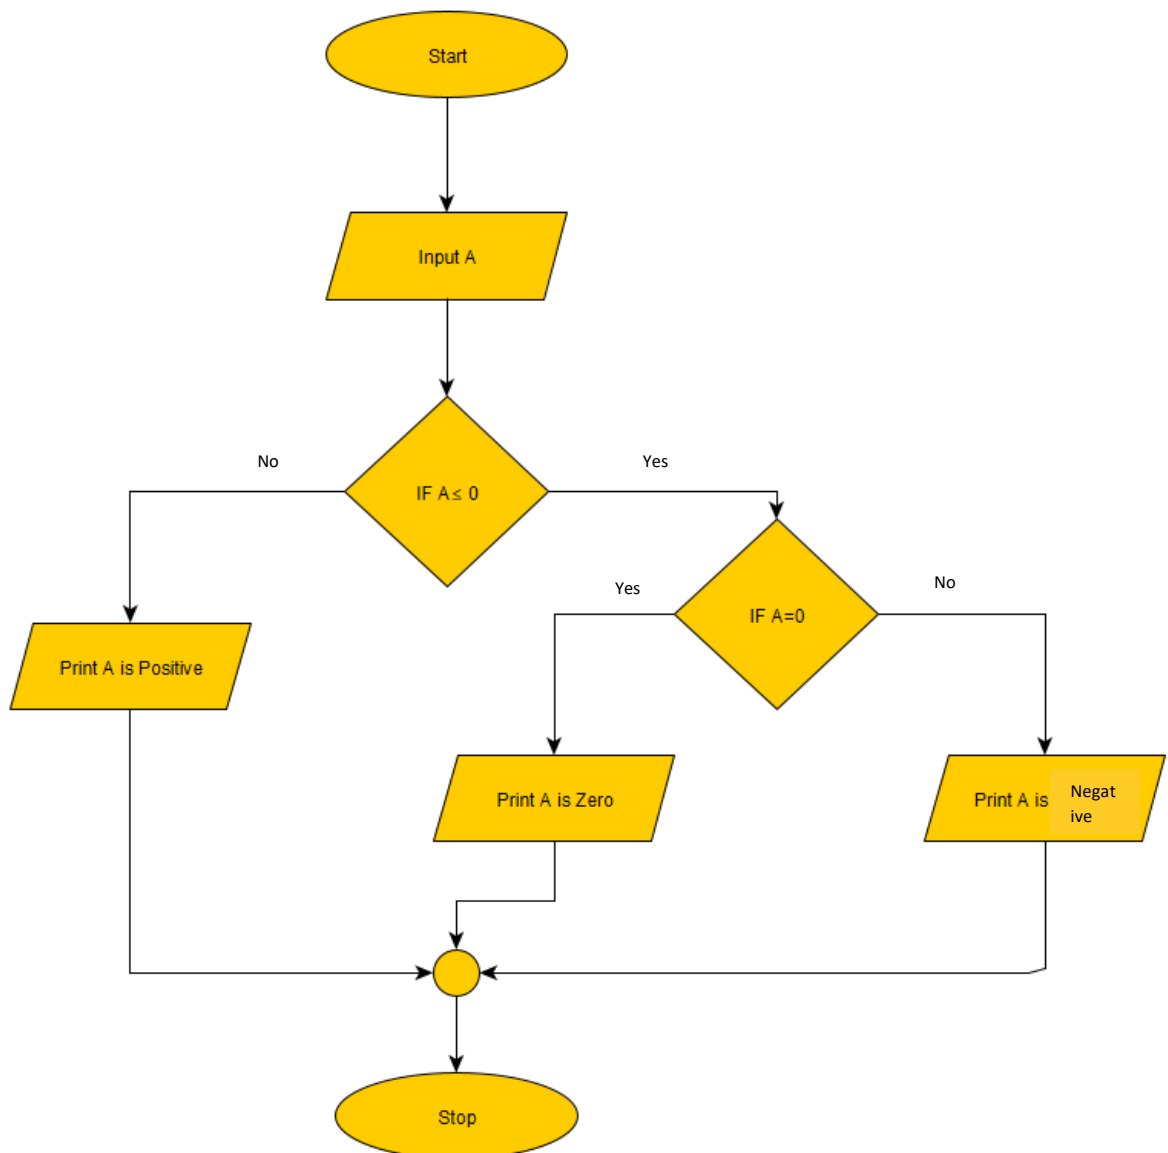 Start
Input A
No
Yes
IF A≤ 0
Yes
No
IF A=0
Print A is Positive
Print A is Zero
Print A is Negat
ive
Stop